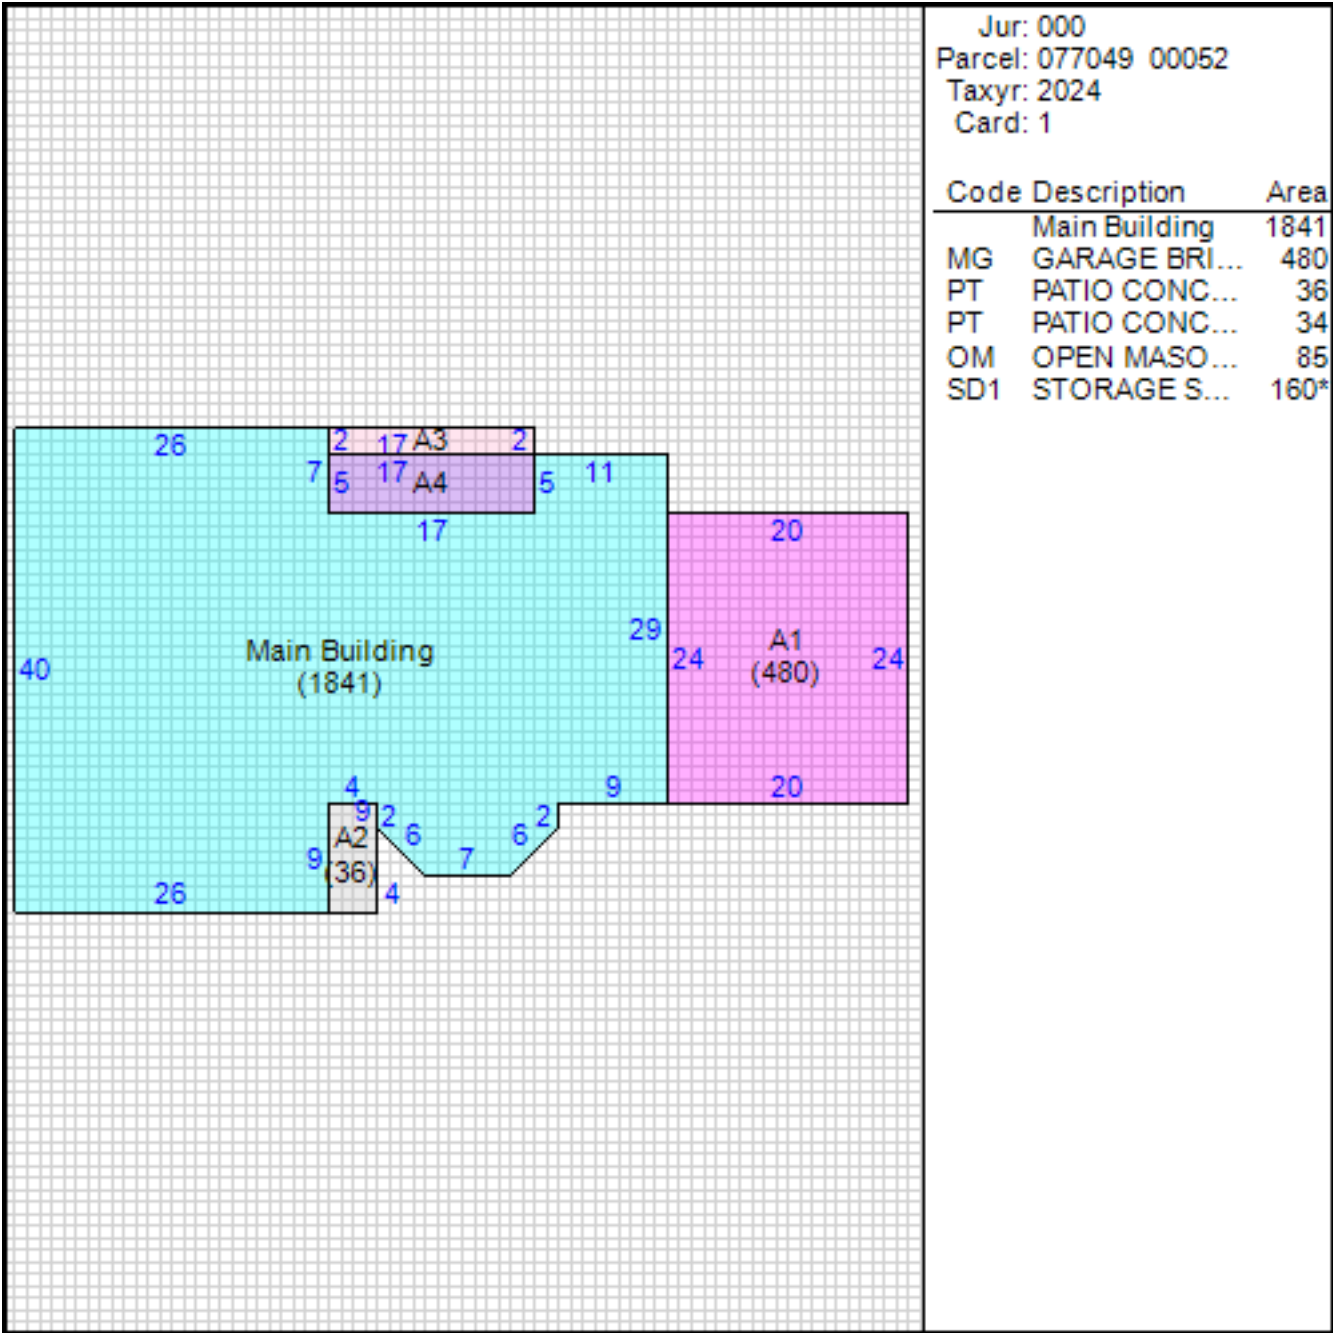 Jur: 000
Parcel: 077049 00052
Taxyr: 2024
Card: 1
Code Description Area
Main Building 1841
MG GARAGE BRI... 480
PT PATIO CONC... 36
PT PATIO CONC... 34
OM OPEN MASO... 85
SD1 STORAGE S... 160*
26 2 17 A3 2
7 5 17 A4 5 11
17 20
29
40 Main Building 24 A1 24
(1841) (480)
4 9 20
9 2 6 6 2
A2
9 (36) 7
26 4